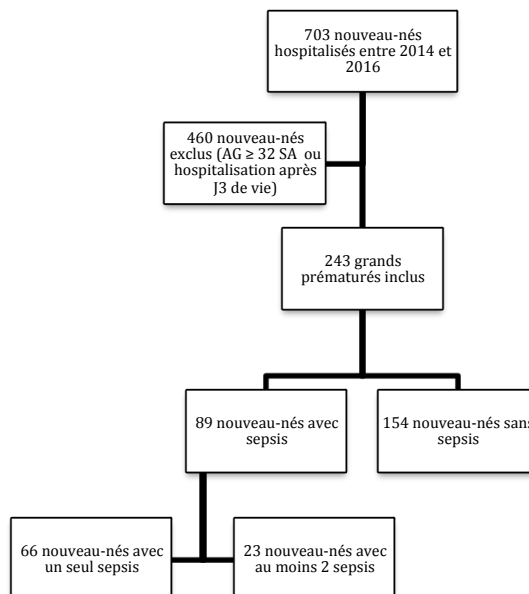 703 nouveau-nés
hospitalisés entre 2014 et
2016
460 nouveau-nés
exclus (AG ≥ 32 SA ou
hospitalisation après
J3 de vie)
243 grands
prématurés inclus
89 nouveau-nés avec
sepsis
154 nouveau-nés sans
sepsis
66 nouveau-nés avec
un seul sepsis
23 nouveau-nés avec
au moins 2 sepsis